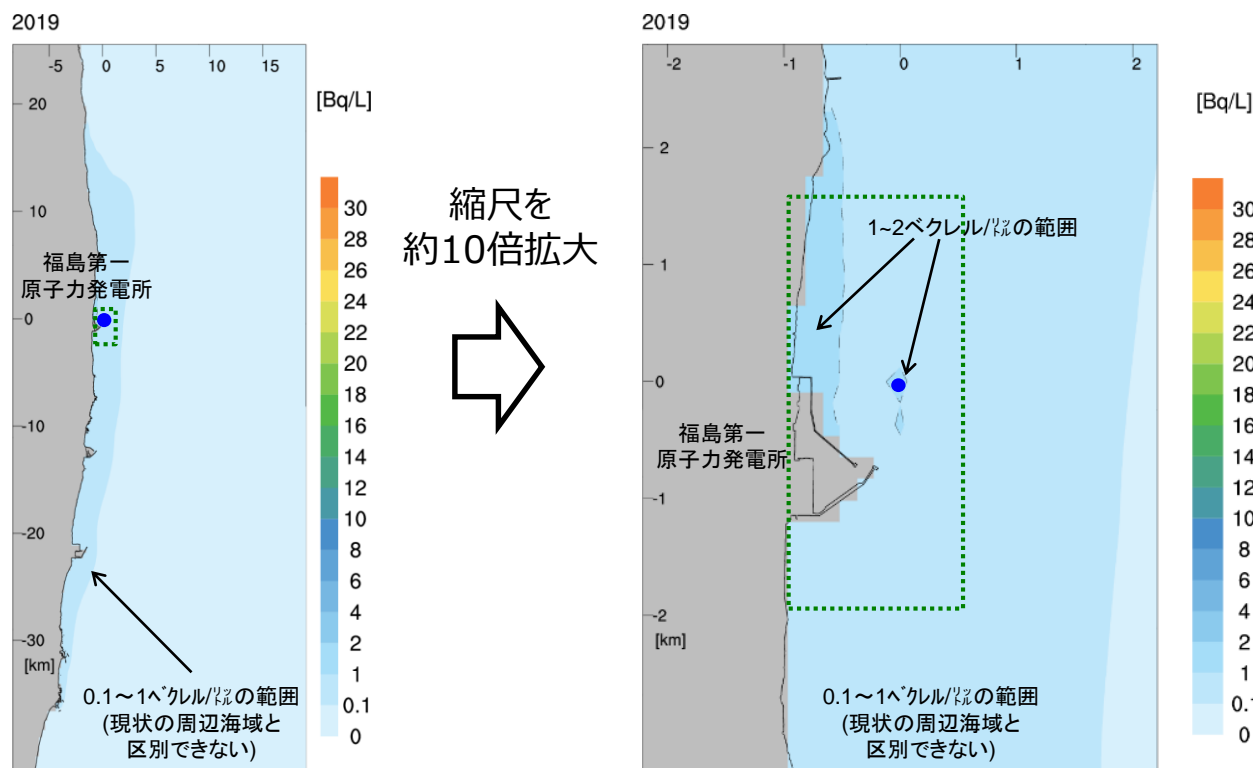 2019
-5 0 5 10 15
[Bq/L]
20
10
0
-10
-20
-30
[km]
福島第一
原子力発電所
30
28
26
24
22
20
18
16
14
12
10
8
6
4
2
1
0.1
0
0.1～1ベクレル/リットルの範囲
(現状の周辺海域と
区別できない)
縮尺を
約10倍拡大
2019
-2 -1 0 1 2
[Bq/L]
2
1
0
-1
-2
[km]
1~2ベクレル/リットルの範囲
福島第一
原子力発電所
0.1～1ベクレル/リットルの範囲
(現状の周辺海域と
区別できない)
30
28
26
24
22
20
18
16
14
12
10
8
6
4
2
1
0.1
0